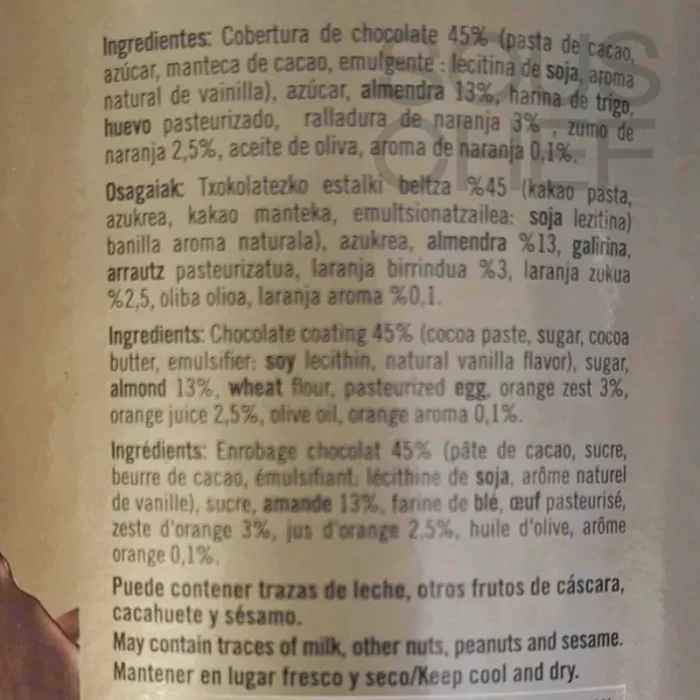 Ingredientes: Cobertura de chocolate 45% (pasta de cacao,
azúcar, manteca de cacao, emulgente : lecitina de soja, aroma
natural de vainilla), azúcar, almendra 13%, harina de trigo,
huevo pasteurizado, ralladura de naranja 3% , zumo de
naranja 2,5%, aceite de oliva, aroma de naranja 0,1%.
Osagaiak: Txokolatezko estalki beltza %45 (kakao pasta,
azukrea, kakao manteka, emultsionatzailea: soja lezitina)
banilla aroma naturala), azukrea, almendra %13, galirina,
arrautz pasteurizatua, laranja birrindua %3, laranja zukua
%2,5, oliba olioa, laranja aroma %0,1.
Ingredients: Chocolate coating 45% (cocoa paste, sugar, cocoa
butter, emulsifier: soy lecithin, natural vanilla flavor), sugar,
almond 13%, wheat flour, pasteurized egg, orange zest 3%,
orange juice 2,5%, olive oil, orange aroma 0,1%.
Ingrédients: Enrobage chocolat 45% (pâte de cacao, sucre,
beurre de cacao, émulsifiant: lécithine de soja, arôme naturel
de vanille), sucre, amande 13%, farine de blé, œuf pasteurisé,
zeste d'orange 3%, jus d'orange 2.5%, huile d'olive, arôme
orange 0,1%.
Puede contener trazas de leche, otros frutos de cáscara,
cacahuete y sésamo.
May contain traces of milk, other nuts, peanuts and sesame.
Mantener en lugar fresco y seco/Keep cool and dry.
SOUS
CHEF